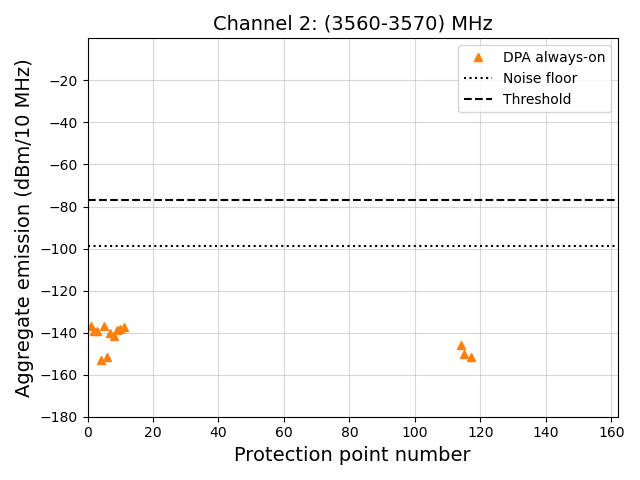 Channel 2: (3560-3570) MHz
DPA always-on
Noise floor
Threshold
Aggregate emission (dBm/10 MHz)
−20
−40
−60
−80
−100
−120
−140
−160
−180
0 20 40 60 80 100 120 140 160
Protection point number